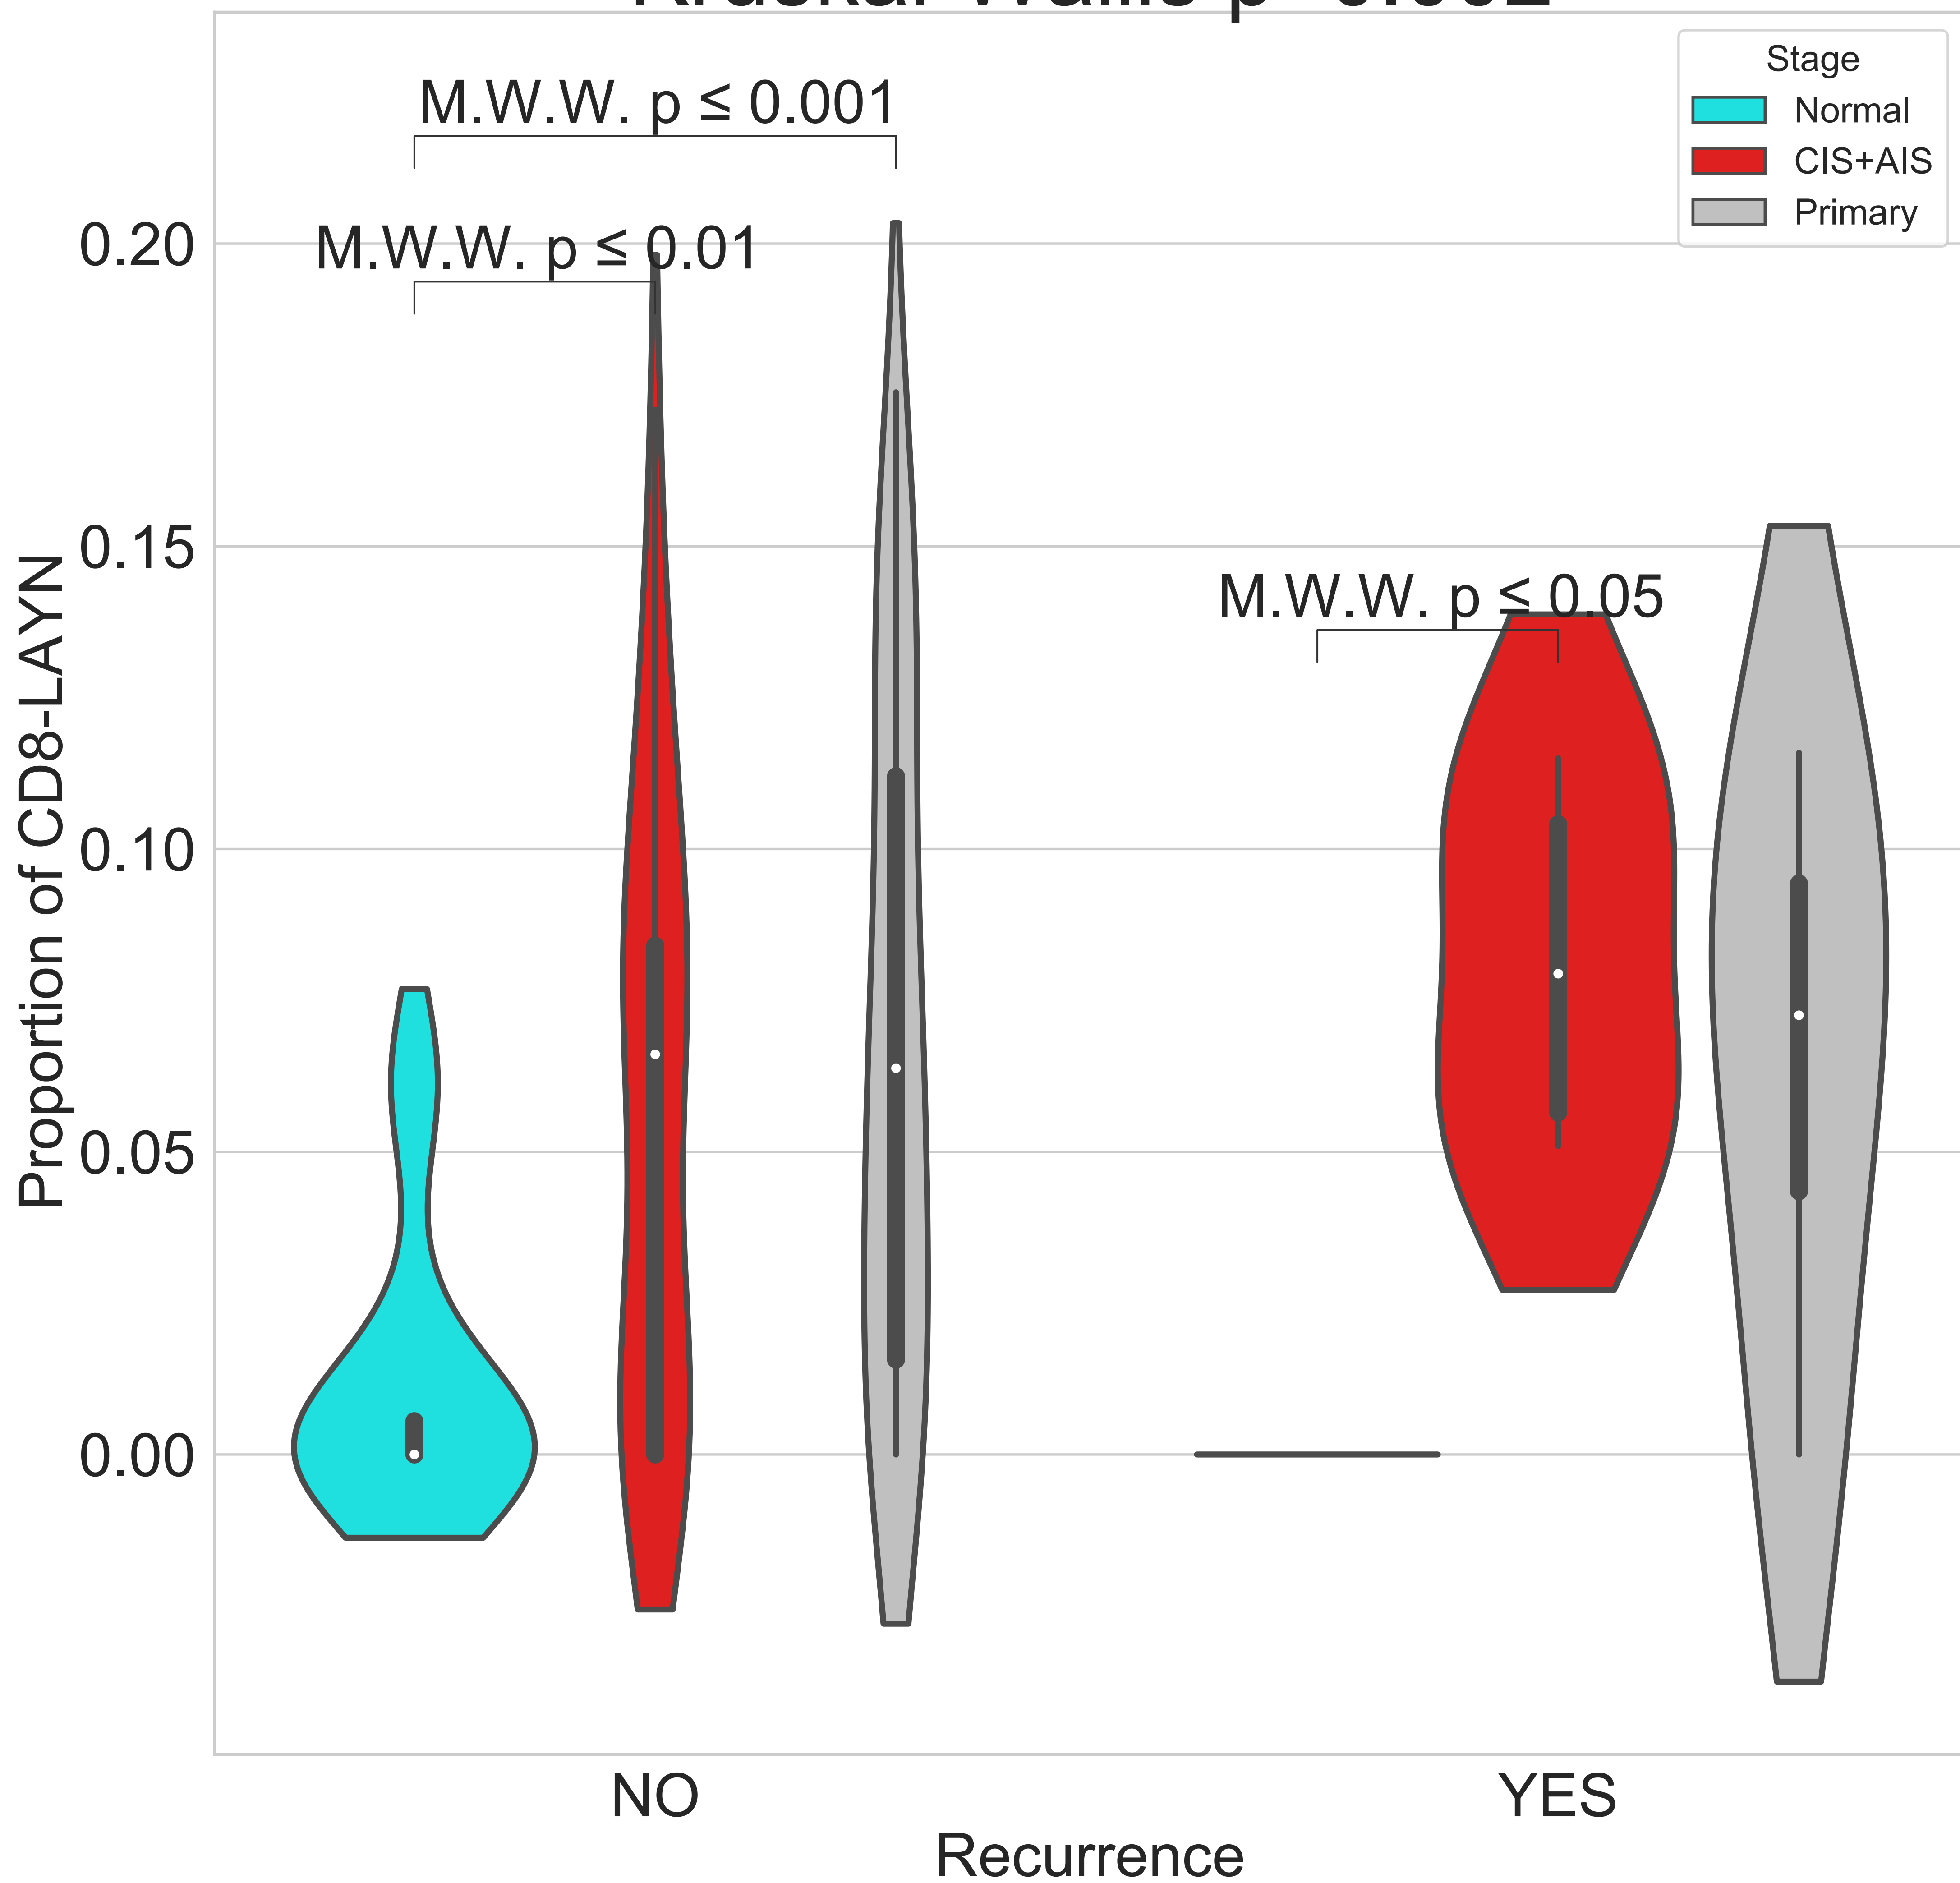 M.W.W. p ≤ 0.001
M.W.W. p ≤ 0.01
M.W.W. p ≤ 0.05
Stage
Normal
CIS+AIS
Primary
Proportion of CD8-LAYN
0.20
0.15
0.10
0.05
0.00
NO
YES
Recurrence